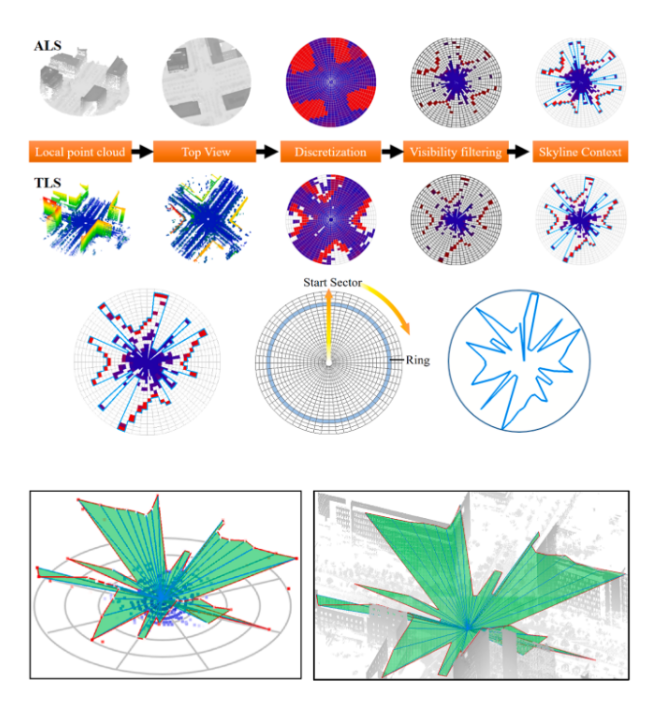 ALS
Local point cloud
Top View
Discretization
Visibility filtering
Skyline Context
TLS
Start Sector
Ring